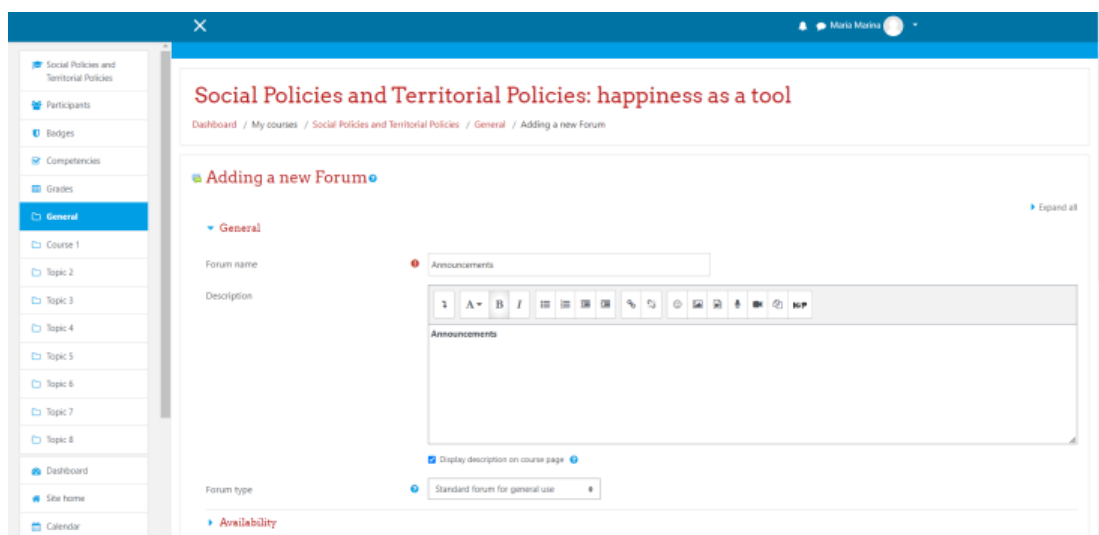 Maria Marina
Social Policies and
Territorial Policies
Participants
Badges
Competencies
Grades
General
Course 1
Topic 2
Topic 3
Topic 4
Topic 5
Topic 6
Topic 7
Topic 8
Dashboard
Site home
Calendar
Social Policies and Territorial Policies: happiness as a tool
Dashboard / My courses / Social Policies and Territorial Policies / General / Adding a new Forum
Adding a new Forum
Expand all
General
Forum name
Announcements
Description
A B I H-P
Announcements
Display description on course page
Forum type
Standard forum for general use
Availability